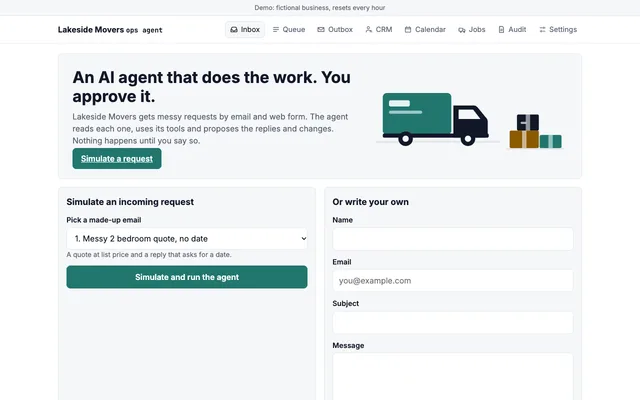 Demo: fictional business, resets every hour
Lakeside Movers ops agent
Inbox
Queue
Outbox
CRM
Calendar
Jobs
Audit
Settings
An AI agent that does the work. You
approve it.
Lakeside Movers gets messy requests by email and web form. The agent
reads each one, uses its tools and proposes the replies and changes.
Nothing happens until you say so.
Simulate a request
Simulate an incoming request
Pick a made-up email
1. Messy 2 bedroom quote, no date
A quote at list price and a reply that asks for a date.
Simulate and run the agent
Or write your own
Name
Email
you@example.com
Subject
Message